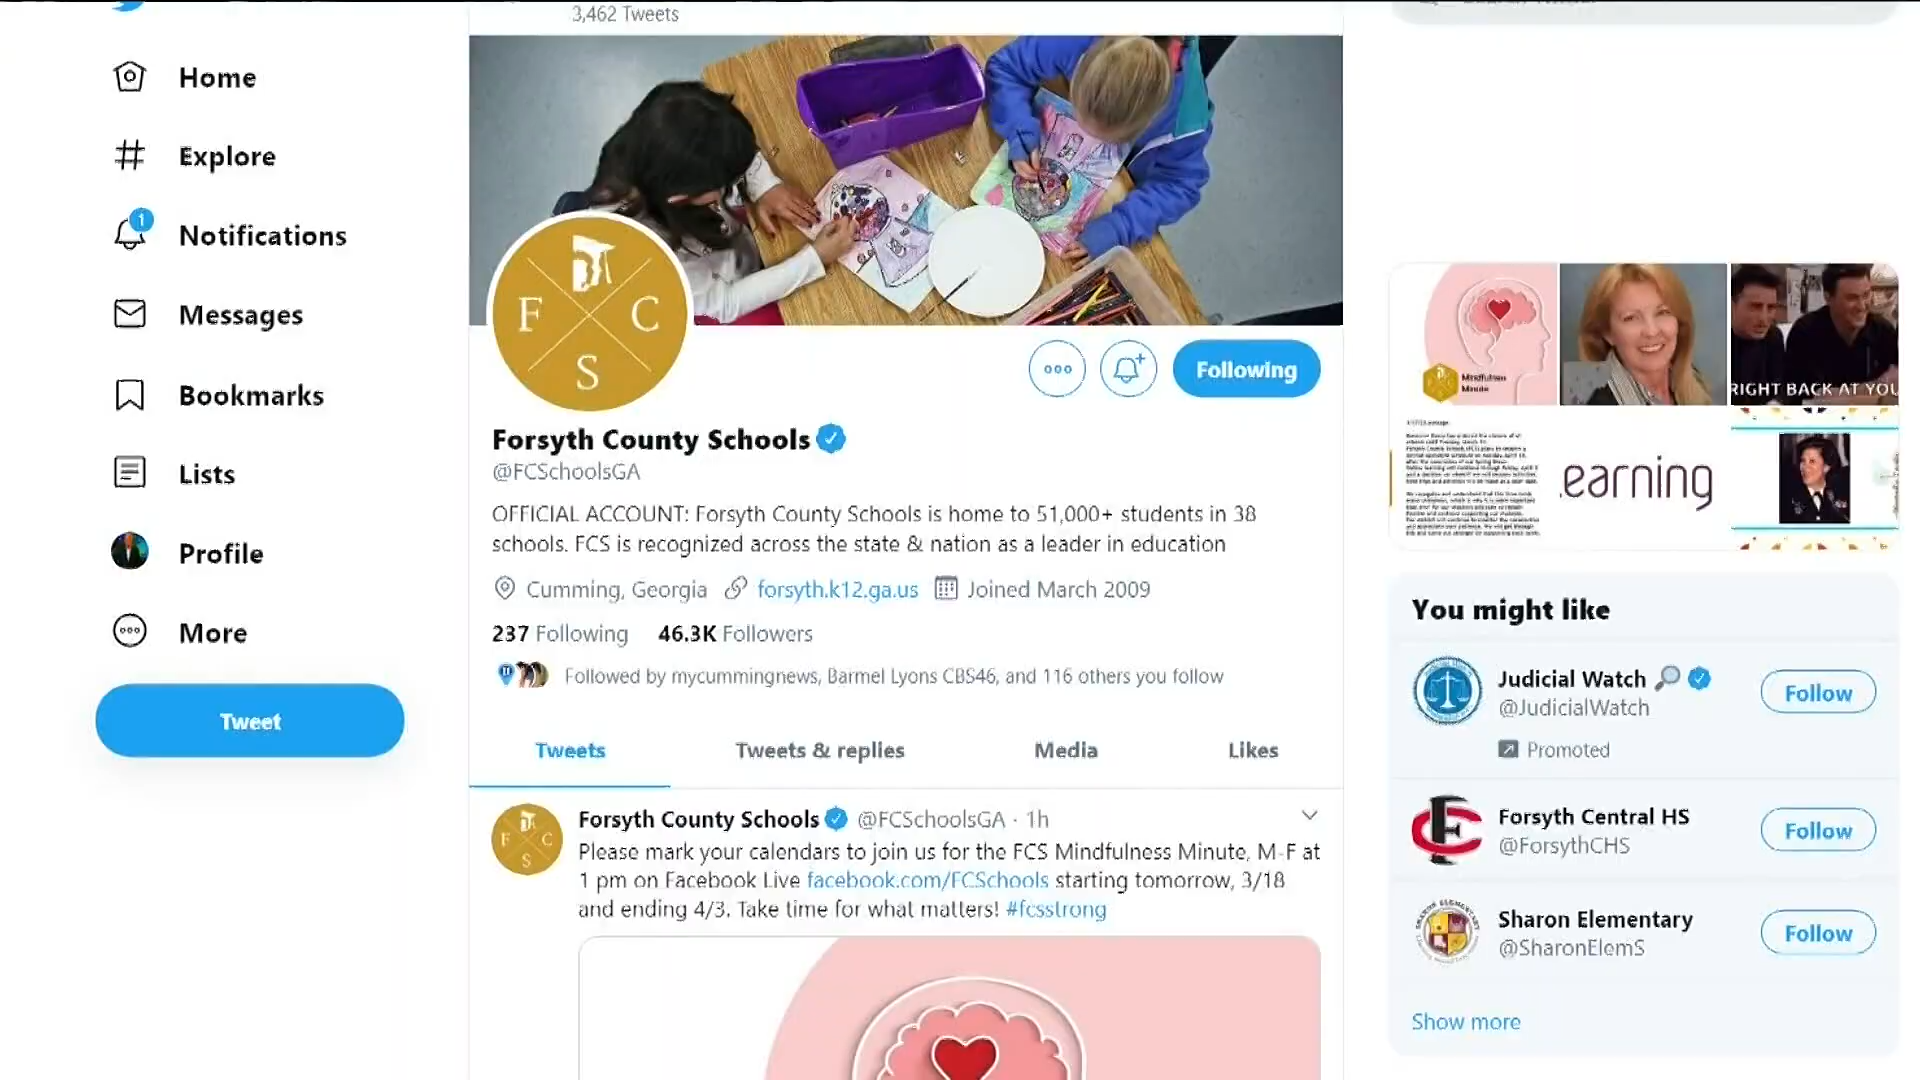 3,462 Tweets
Home
Explore
1
Notifications
Messages
Bookmarks
Lists
Profile
More
Tweet
F C
S
Following
Forsyth County Schools
@FCSchoolsGA
OFFICIAL ACCOUNT: Forsyth County Schools is home to 51,000+ students in 38
schools. FCS is recognized across the state & nation as a leader in education
Cumming, Georgia forsyth.k12.ga.us Joined March 2009
237 Following 46.3K Followers
Followed by mycummingnews, Barmel Lyons CBS46, and 116 others you follow
Tweets Tweets & replies Media Likes
F C
S
Forsyth County Schools @FCSchoolsGA · 1h
Please mark your calendars to join us for the FCS Mindfulness Minute, M-F at
1 pm on Facebook Live facebook.com/FCSchools starting tomorrow, 3/18
and ending 4/3. Take time for what matters! #fcsstrong
Mindfulness
Minute
RIGHT BACK AT YOU
earning
You might like
Judicial Watch
@JudicialWatch
Promoted
Follow
Forsyth Central HS
@ForsythCHS
Follow
Sharon Elementary
@SharonElemS
Follow
Show more